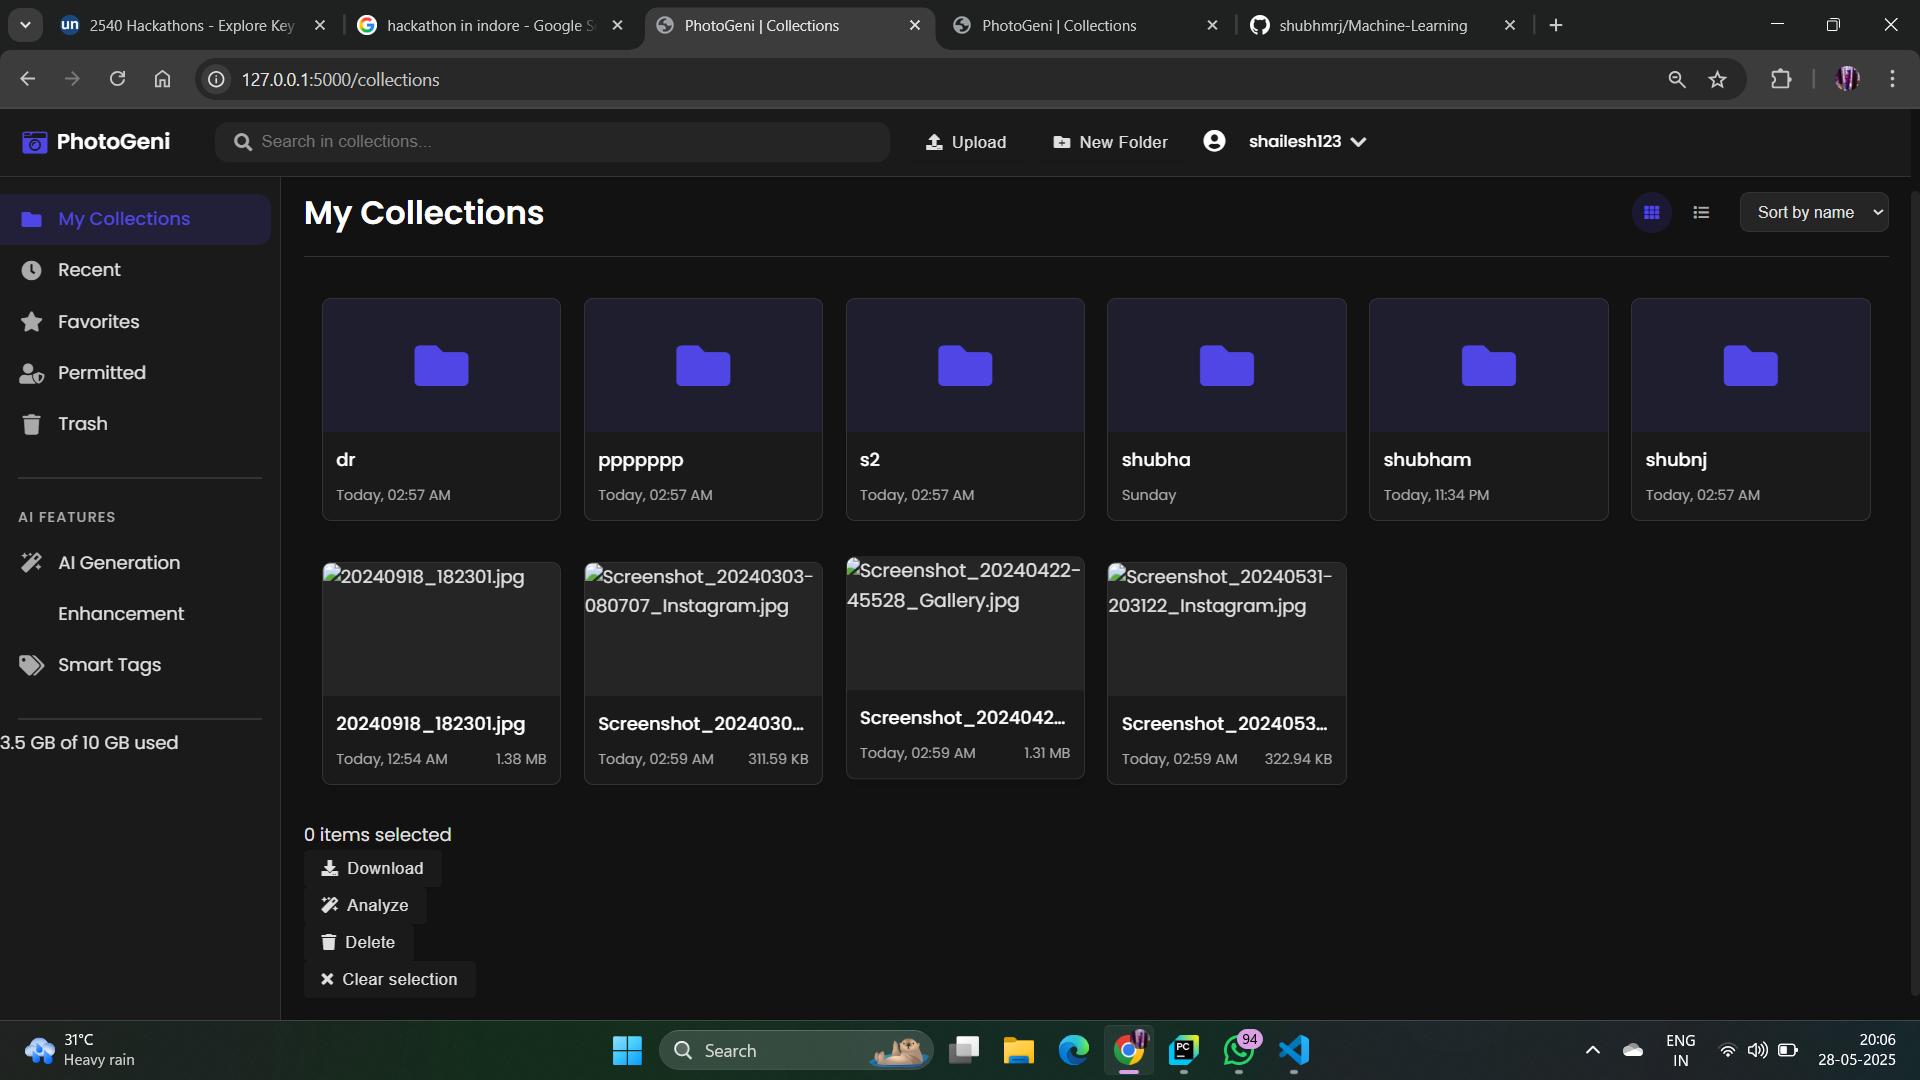 2540 Hackathons - Explore Key
hackathon in indore - Google S
PhotoGeni | Collections
PhotoGeni | Collections
shubhmrj/Machine-Learning
127.0.0.1:5000/collections
PhotoGeni
Search in collections...
Upload
New Folder
shailesh123
My Collections
Recent
Favorites
Permitted
Trash
AI FEATURES
AI Generation
Enhancement
Smart Tags
3.5 GB of 10 GB used
My Collections
Sort by name
dr
Today, 02:57 AM
ppppppp
Today, 02:57 AM
s2
Today, 02:57 AM
shubha
Sunday
shubham
Today, 11:34 PM
shubnj
Today, 02:57 AM
20240918_182301.jpg
20240918_182301.jpg
Today, 12:54 AM 1.38 MB
Screenshot_20240303-
080707_Instagram.jpg
Screenshot_2024030...
Today, 02:59 AM 311.59 KB
Screenshot_20240422-
45528_Gallery.jpg
Screenshot_2024042...
Today, 02:59 AM 1.31 MB
Screenshot_20240531-
203122_Instagram.jpg
Screenshot_2024053...
Today, 02:59 AM 322.94 KB
0 items selected
Download
Analyze
Delete
Clear selection
31°C
Heavy rain
Search
PC
94
ENG
IN
20:06
28-05-2025